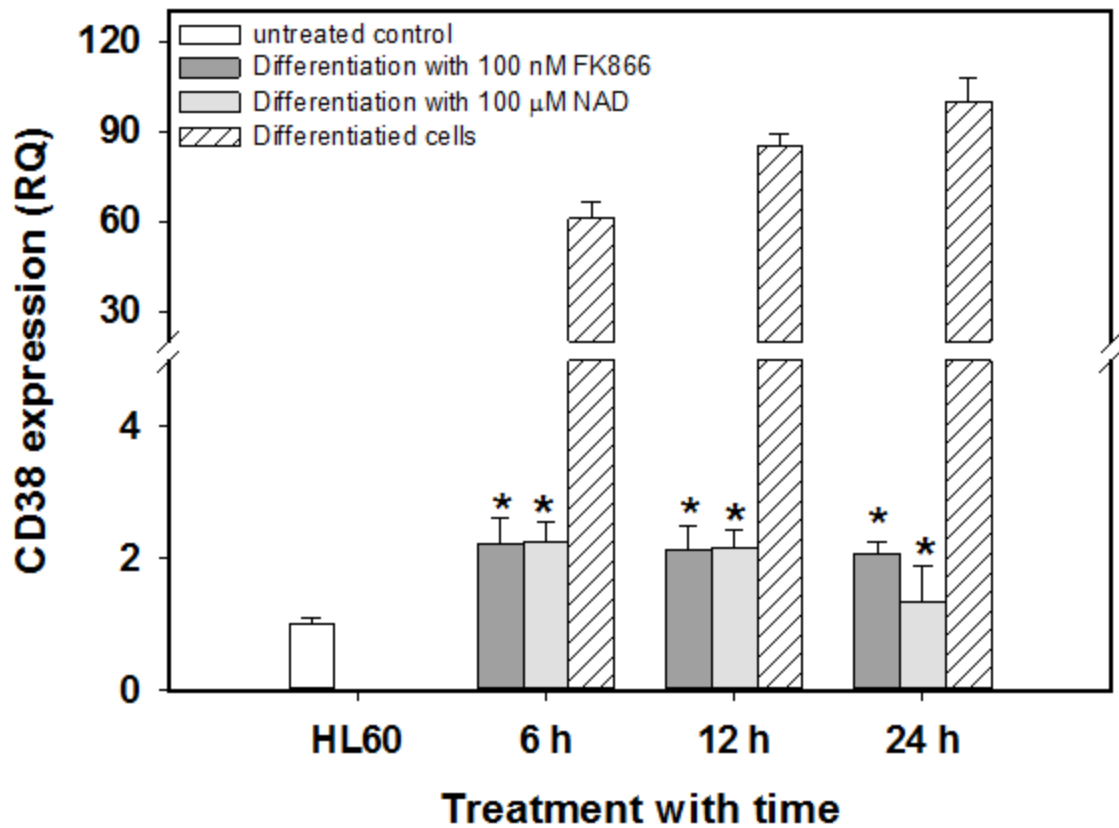 untreated control
Differentiation with 100 nM FK866
Differentiation with 100 μM NAD
Differentiatied cells
CD38 expression (RQ)
120
90
60
30
4
2
0
* * * * * *
HL60 6 h 12 h 24 h
Treatment with time